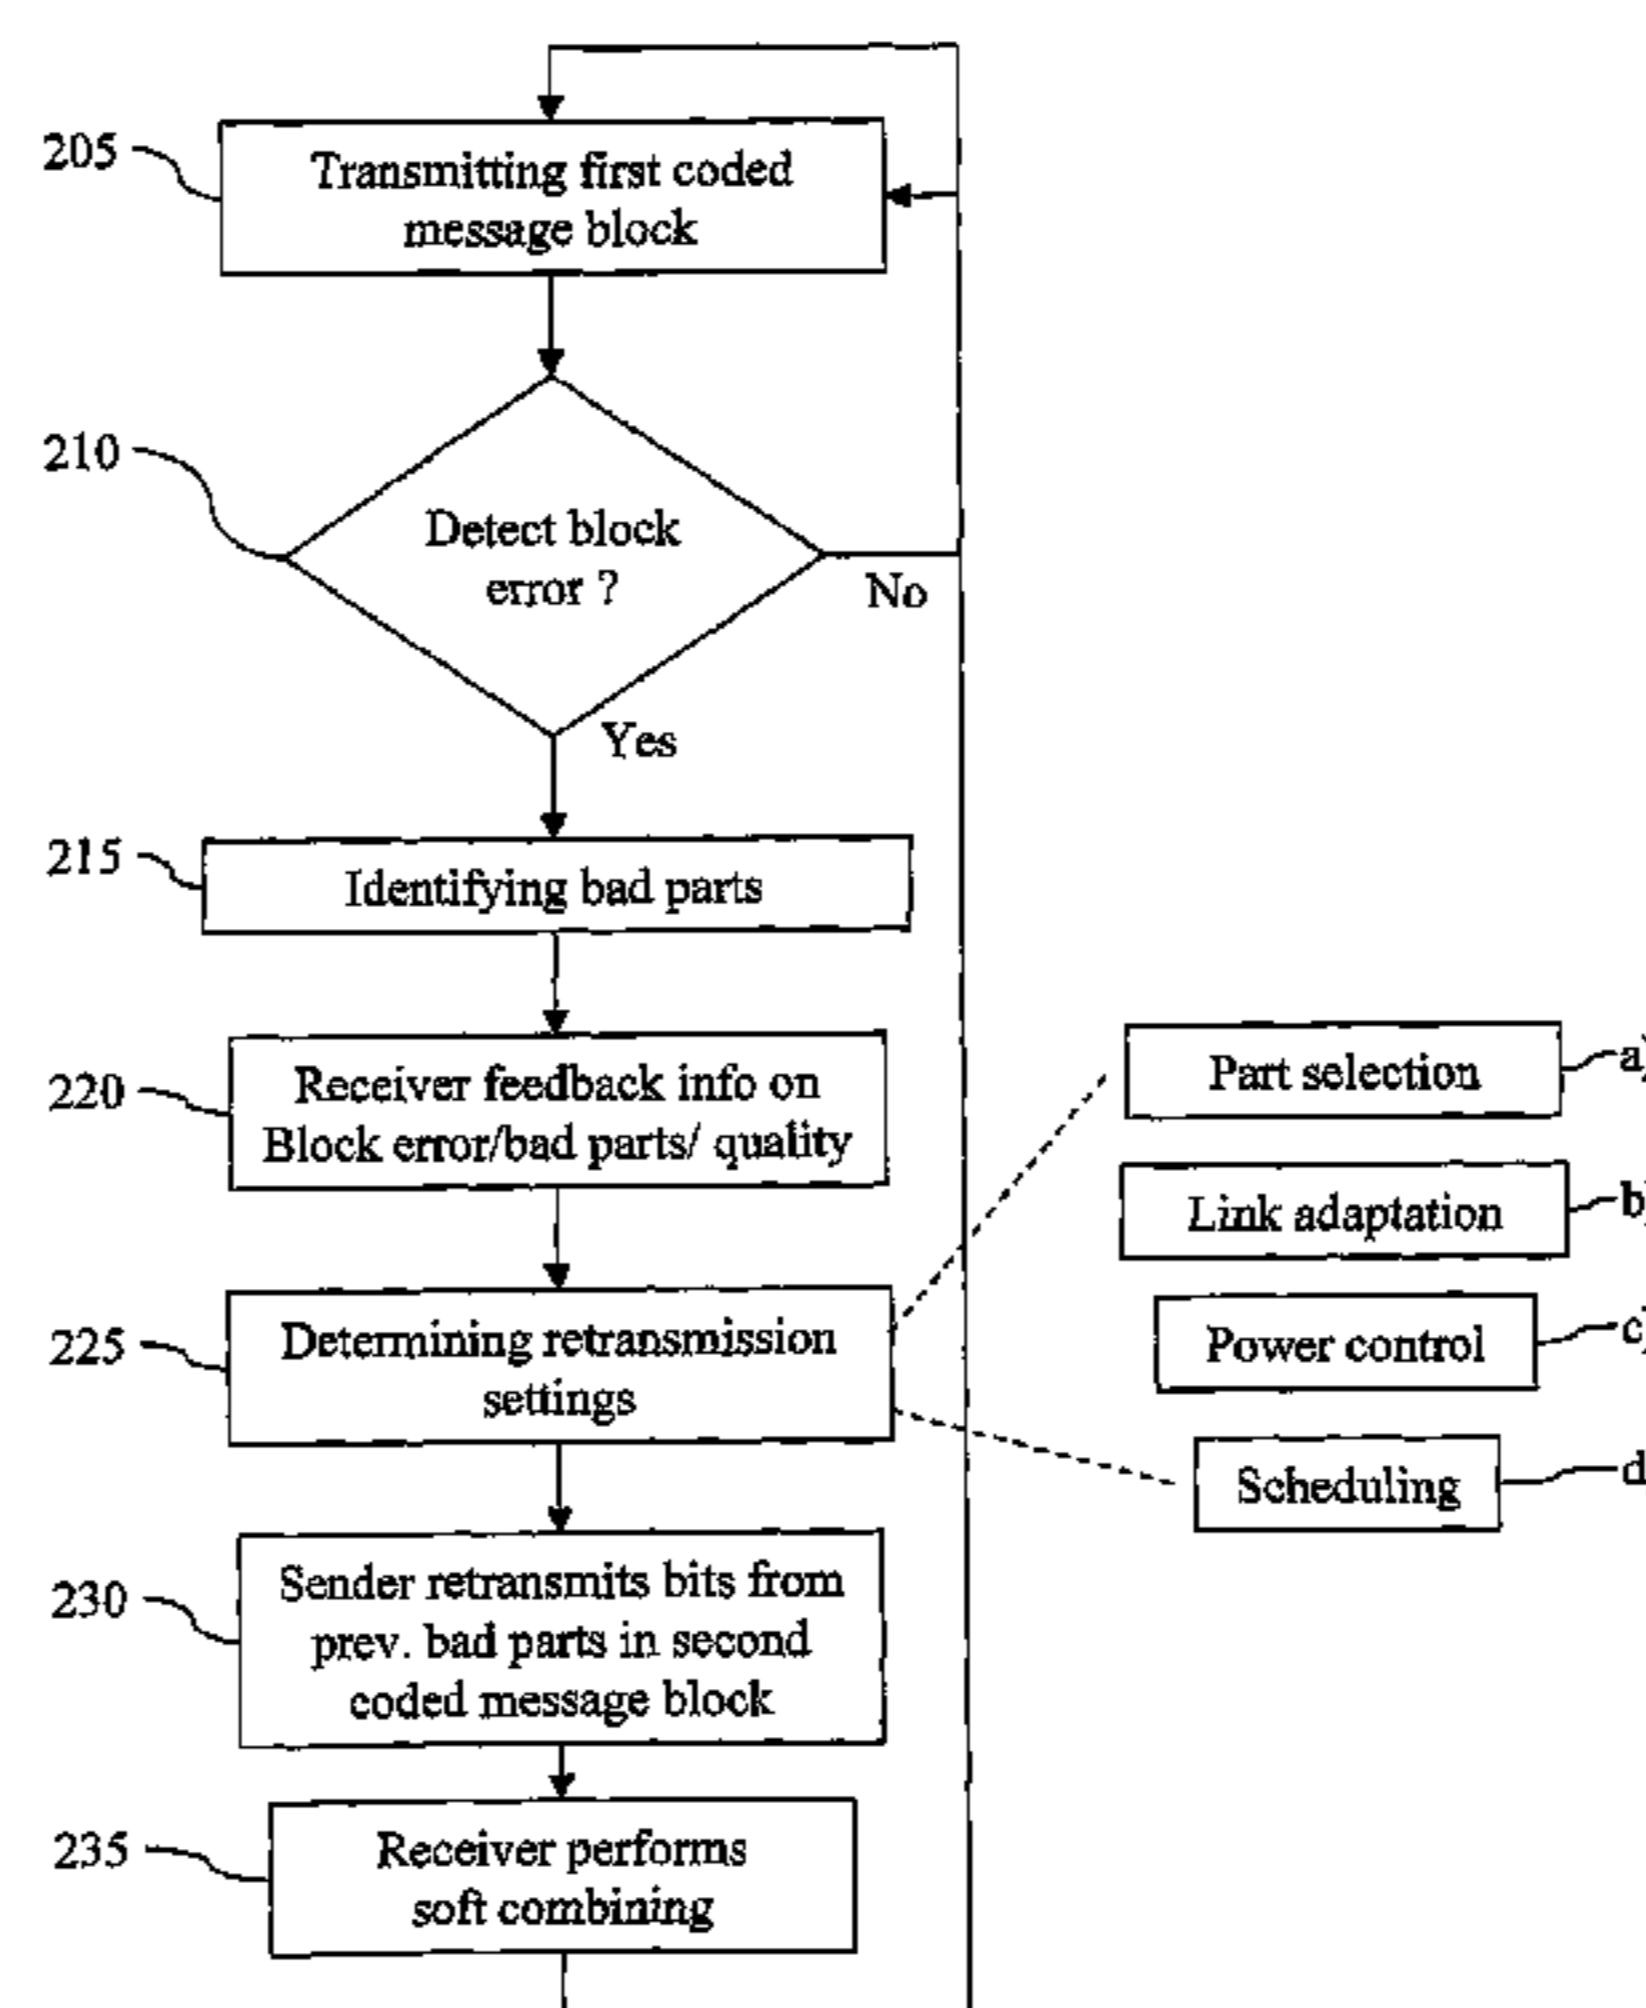 205
Transmitting first coded
message block
210
Detect block
error ?
No
Yes
215
Identifying bad parts
220
Receiver feedback info on
Block error/bad parts/ quality
225
Determining retransmission
settings
Part selection
a)
Link adaptation
b)
Power control
c)
Scheduling
d
230
Sender retransmits bits from
prev. bad parts in second
coded message block
235
Receiver performs
soft combining